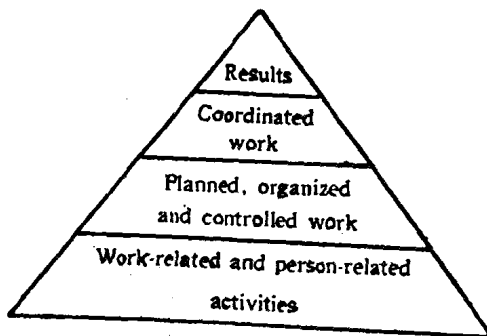 Results
Coordinated
work
Planned, organized
and controlled work
Work-related and person-related
activities